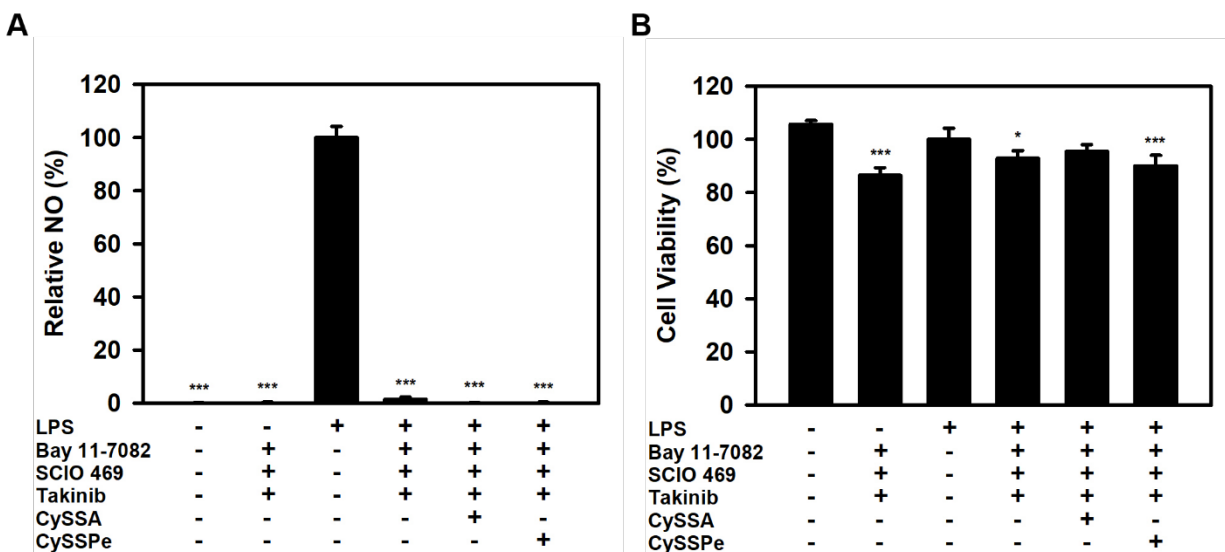 A
Relative NO (%)
120
100
80
60
40
20
0
*** *** *** *** ***
LPS - - + + + +
Bay 11-7082 - + - + + +
SCIO 469 - + - + + +
Takinib - + - + + +
CySSA - - - - + -
CySSPe - - - - - +
B
Cell Viability (%)
120
100
80
60
40
20
0
*** * ***
LPS - - + + + +
Bay 11-7082 - + - + + +
SCIO 469 - + - + + +
Takinib - + - + + +
CySSA - - - - + -
CySSPe - - - - - +